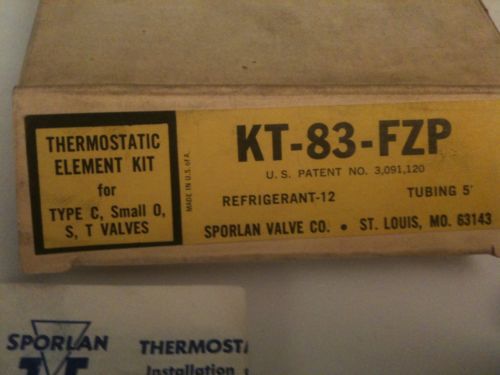 THERMOSTATIC
ELEMENT KIT
for
TYPE C, Small O,
S, T VALVES
MADE IN U.S. of A.
KT-83-FZP
U. S. PATENT NO. 3,091,120
REFRIGERANT-12 TUBING 5'
SPORLAN VALVE CO. • ST. LOUIS, MO. 63143
SPORLAN
THERMOSTA
Installation